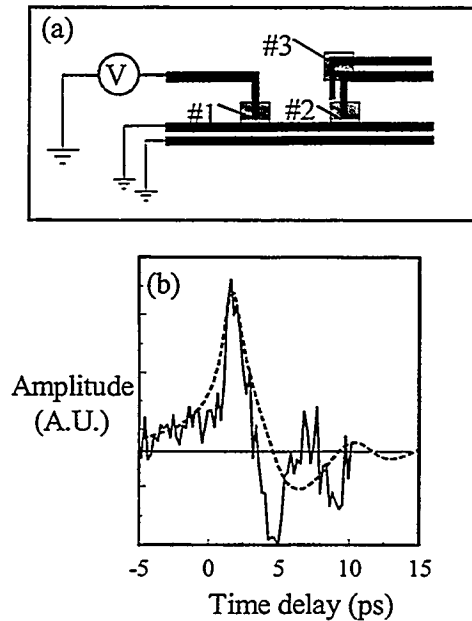 (a)
#3
V
#1
#2
(b)
Amplitude
(A.U.)
-5 0 5 10 15
Time delay (ps)